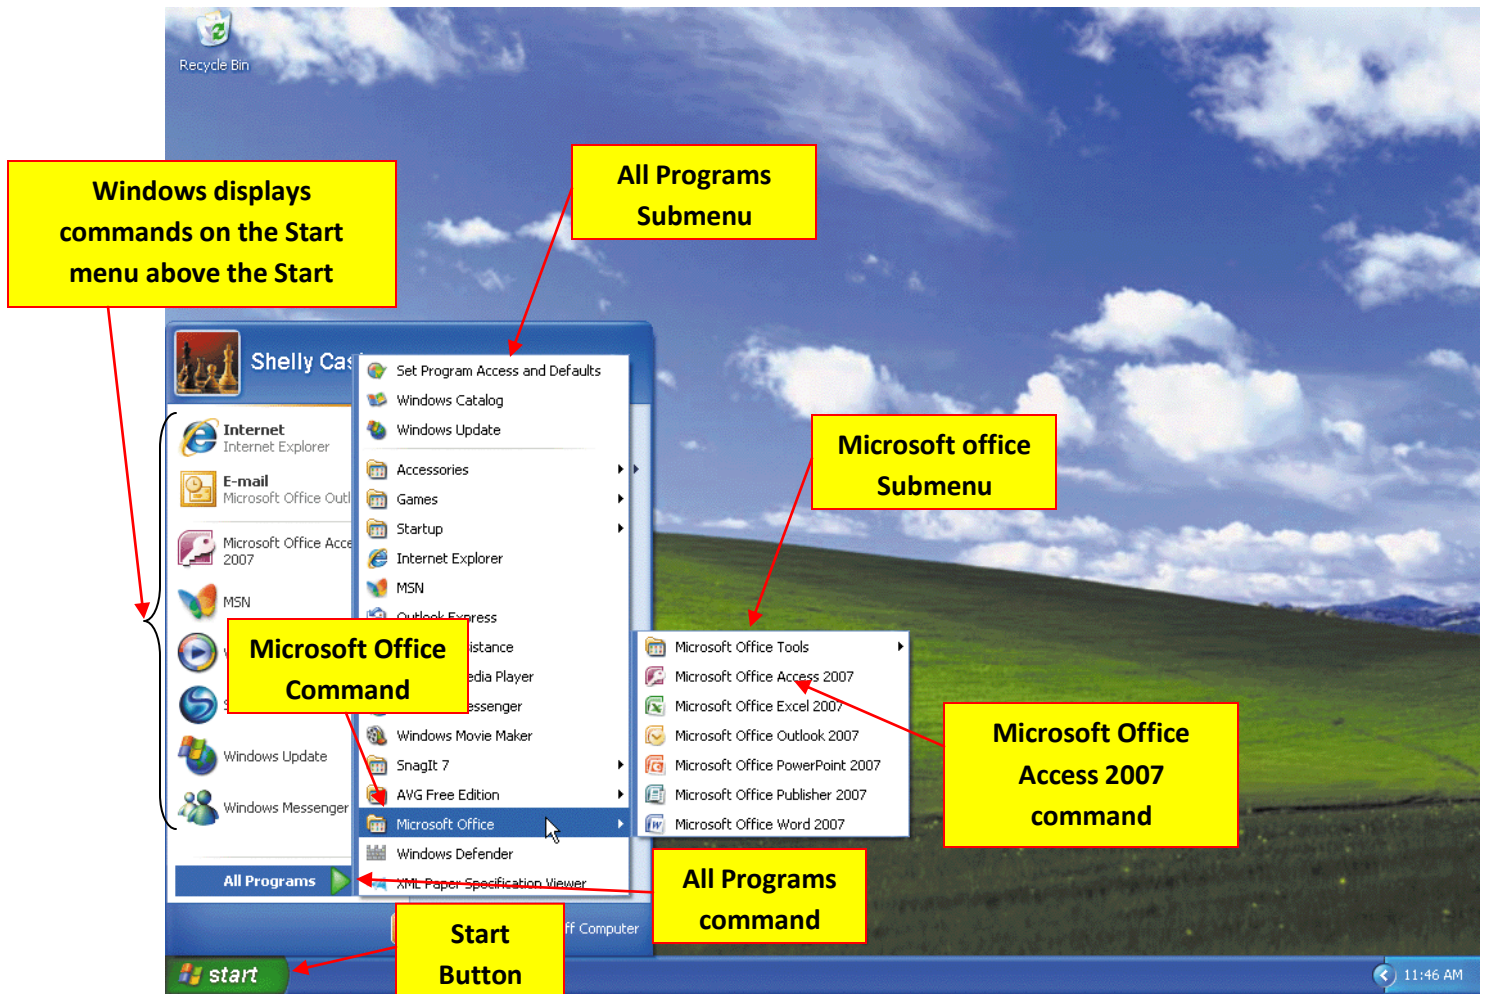 Recycle Bin
Windows displays
commands on the Start
menu above the Start
All Programs
Submenu
Shelly Cas
Set Program Access and Defaults
Windows Catalog
Windows Update
Accessories
Games
Startup
Internet Explorer
MSN
Outlook Express
istance
edia Player
essenger
Windows Movie Maker
SnagIt 7
AVG Free Edition
Microsoft Office
Windows Defender
XML Paper Specification Viewer
Internet
Internet Explorer
E-mail
Microsoft Office Outl
Microsoft Office Acce
2007
MSN
Windows Update
Windows Messenger
All Programs
Microsoft Office
Command
Microsoft office
Submenu
Microsoft Office Tools
Microsoft Office Access 2007
Microsoft Office Excel 2007
Microsoft Office Outlook 2007
Microsoft Office PowerPoint 2007
Microsoft Office Publisher 2007
Microsoft Office Word 2007
Microsoft Office
Access 2007
command
All Programs
command
Start
Button
ff Computer
start
11:46 AM